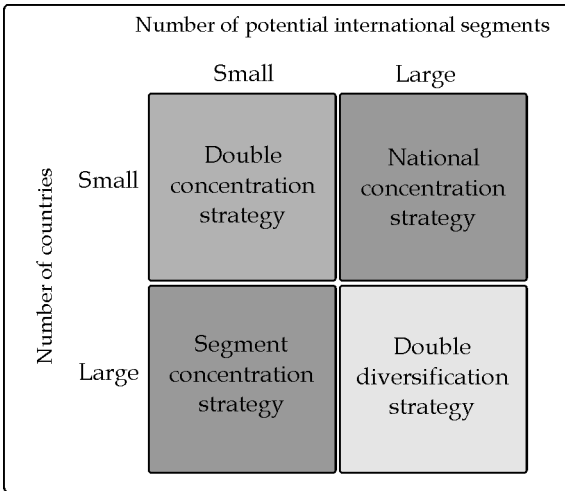 Number of potential international segments
Small
Large
Number of countries
Small
Double
concentration
strategy
National
concentration
strategy
Large
Segment
concentration
strategy
Double
diversification
strategy